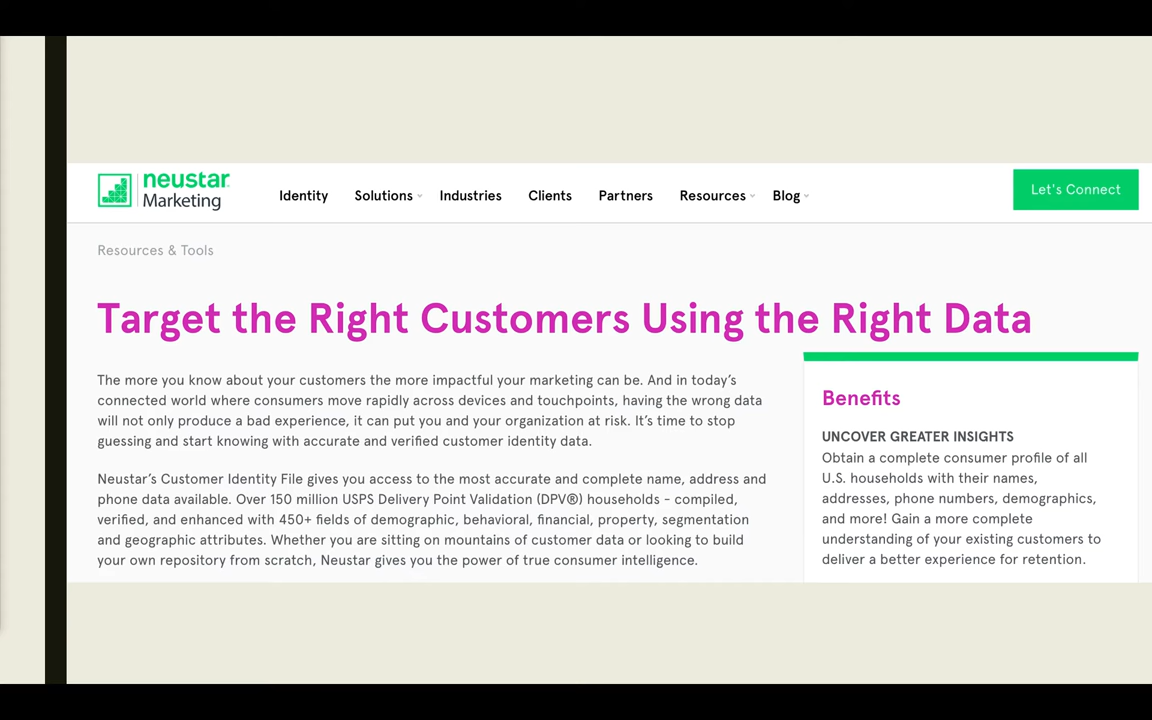 neustar
Marketing
Identity
Solutions
Industries
Clients
Partners
Resources
Blog
Let's Connect
Resources & Tools
Target the Right Customers Using the Right Data
The more you know about your customers the more impactful your marketing can be. And in today’s
connected world where consumers move rapidly across devices and touchpoints, having the wrong data
will not only produce a bad experience, it can put you and your organization at risk. It’s time to stop
guessing and start knowing with accurate and verified customer identity data.
Neustar’s Customer Identity File gives you access to the most accurate and complete name, address and
phone data available. Over 150 million USPS Delivery Point Validation (DPV®) households - compiled,
verified, and enhanced with 450+ fields of demographic, behavioral, financial, property, segmentation
and geographic attributes. Whether you are sitting on mountains of customer data or looking to build
your own repository from scratch, Neustar gives you the power of true consumer intelligence.
Benefits
UNCOVER GREATER INSIGHTS
Obtain a complete consumer profile of all
U.S. households with their names,
addresses, phone numbers, demographics,
and more! Gain a more complete
understanding of your existing customers to
deliver a better experience for retention.